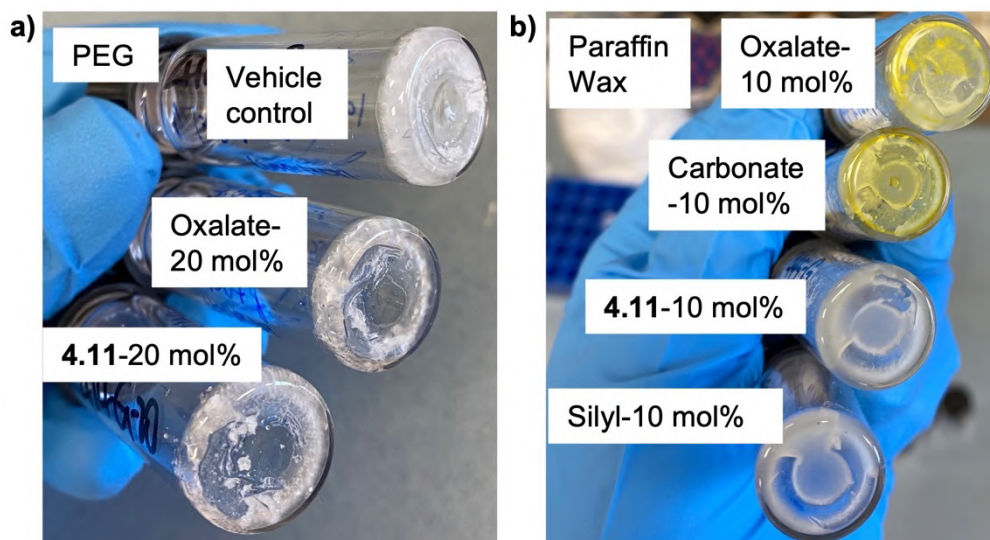 a)
PEG
Vehicle
control
Oxalate-
20 mol%
4.11-20 mol%
b)
Paraffin
Wax
Oxalate-
10 mol%
Carbonate
-10 mol%
4.11-10 mol%
Silyl-10 mol%